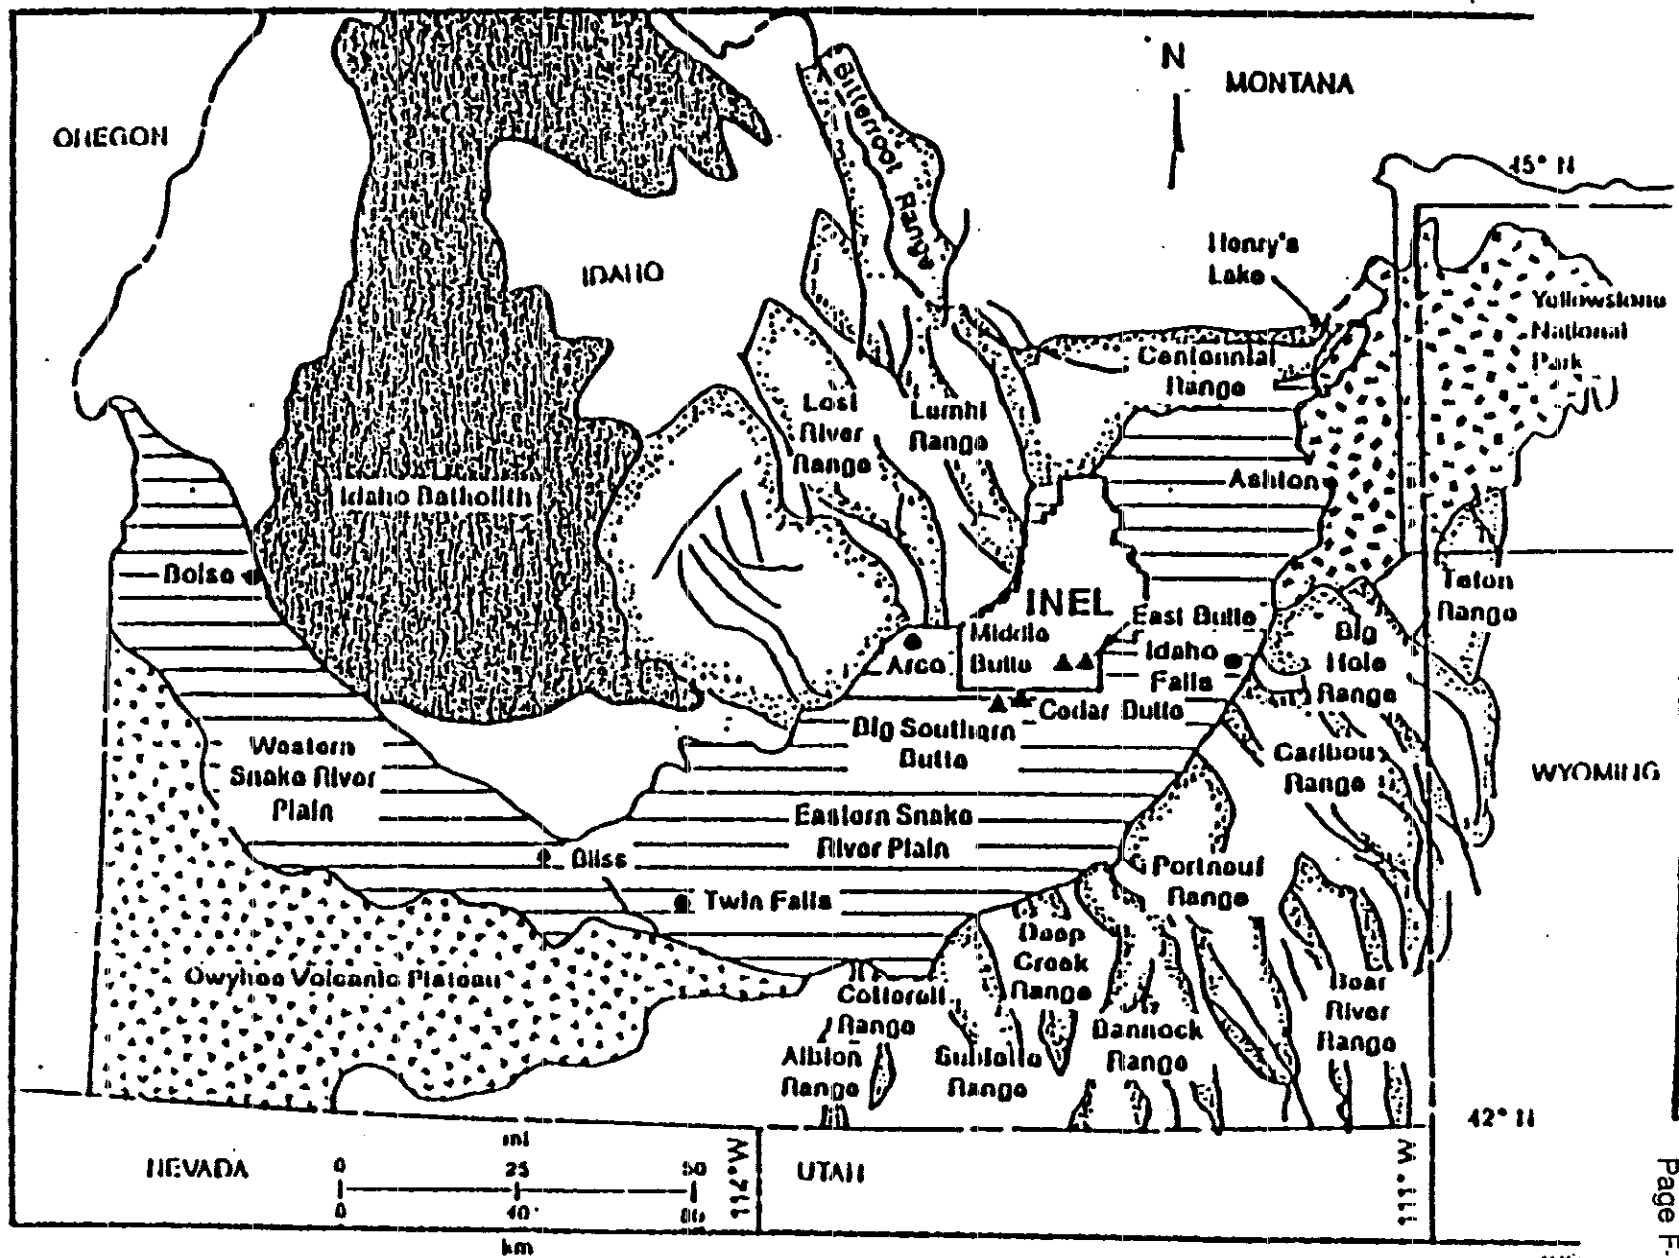 N
MONTANA
OREGON
45° N
Bitterroot Range
Henry's
Lake
IDAHO
Yellowstone
National
Park
Centennial
Range
Lost
River
Range
Lemhi
Range
Ashton
Idaho Batholith
Boise
INEL
Teton
Range
East Butte
Middle
Butte
Idaho
Falls
Big
Hole
Range
Arco
Cedar Butte
Big Southern
Butte
Western
Snake River
Plain
Caribou
Range
WYOMING
Eastern Snake
River Plain
Bliss
Portneuf
Range
Twin Falls
Deep
Creek
Range
Owyhee Volcanic Plateau
Cotterell
Range
Bear
River
Range
Bannock
Range
Albion
Range
Sublette
Range
42° N
mi
0 25 50
0 40 80
km
NEVADA
117° W
UTAH
111° W
Page F-